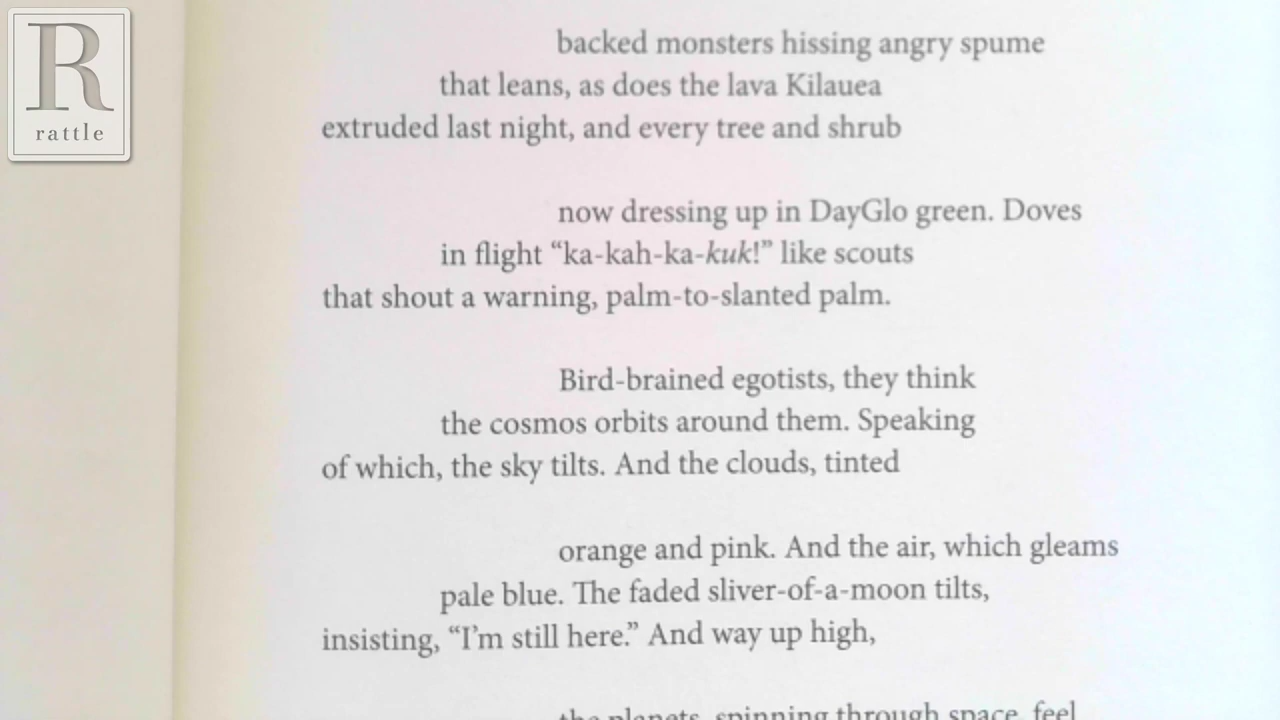 R
rattle
backed monsters hissing angry spume
that leans, as does the lava Kilauea
extruded last night, and every tree and shrub
now dressing up in DayGlo green. Doves
in flight “ka-kah-ka-kuk!” like scouts
that shout a warning, palm-to-slanted palm.
Bird-brained egotists, they think
the cosmos orbits around them. Speaking
of which, the sky tilts. And the clouds, tinted
orange and pink. And the air, which gleams
pale blue. The faded sliver-of-a-moon tilts,
insisting, “I’m still here.” And way up high,
the planets, spinning through space, feel